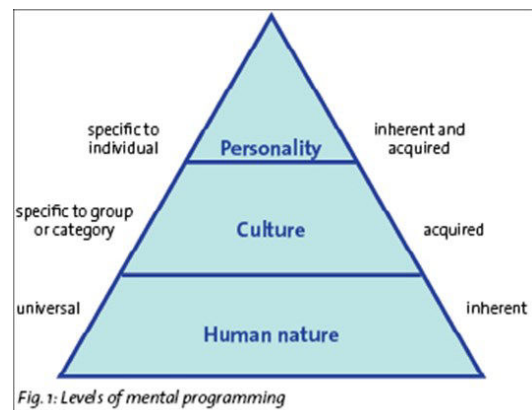 specific to
individual
Personality
inherent and
acquired
specific to group
or category
Culture
acquired
universal
Human nature
inherent
Fig. 1: Levels of mental programming